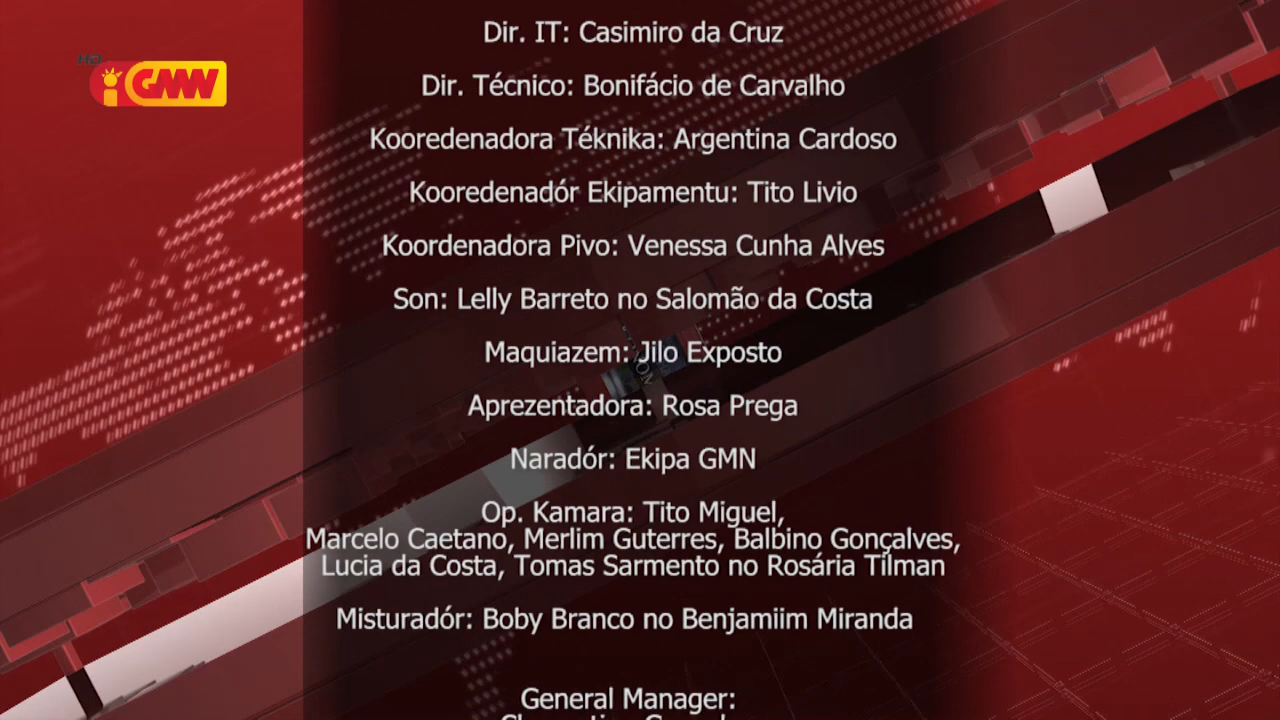 HD
GMN
Dir. IT: Casimiro da Cruz
Dir. Técnico: Bonifácio de Carvalho
Kooredenadora Téknika: Argentina Cardoso
Kooredenadór Ekipamentu: Tito Livio
Koordenadora Pivo: Venessa Cunha Alves
Son: Lelly Barreto no Salomão da Costa
Maquiazem: Jilo Exposto
Aprezentadora: Rosa Prega
Naradór: Ekipa GMN
Op. Kamara: Tito Miguel,
Marcelo Caetano, Merlim Guterres, Balbino Gonçalves,
Lucia da Costa, Tomas Sarmento no Rosária Tilman
Misturadór: Boby Branco no Benjamiim Miranda
General Manager: